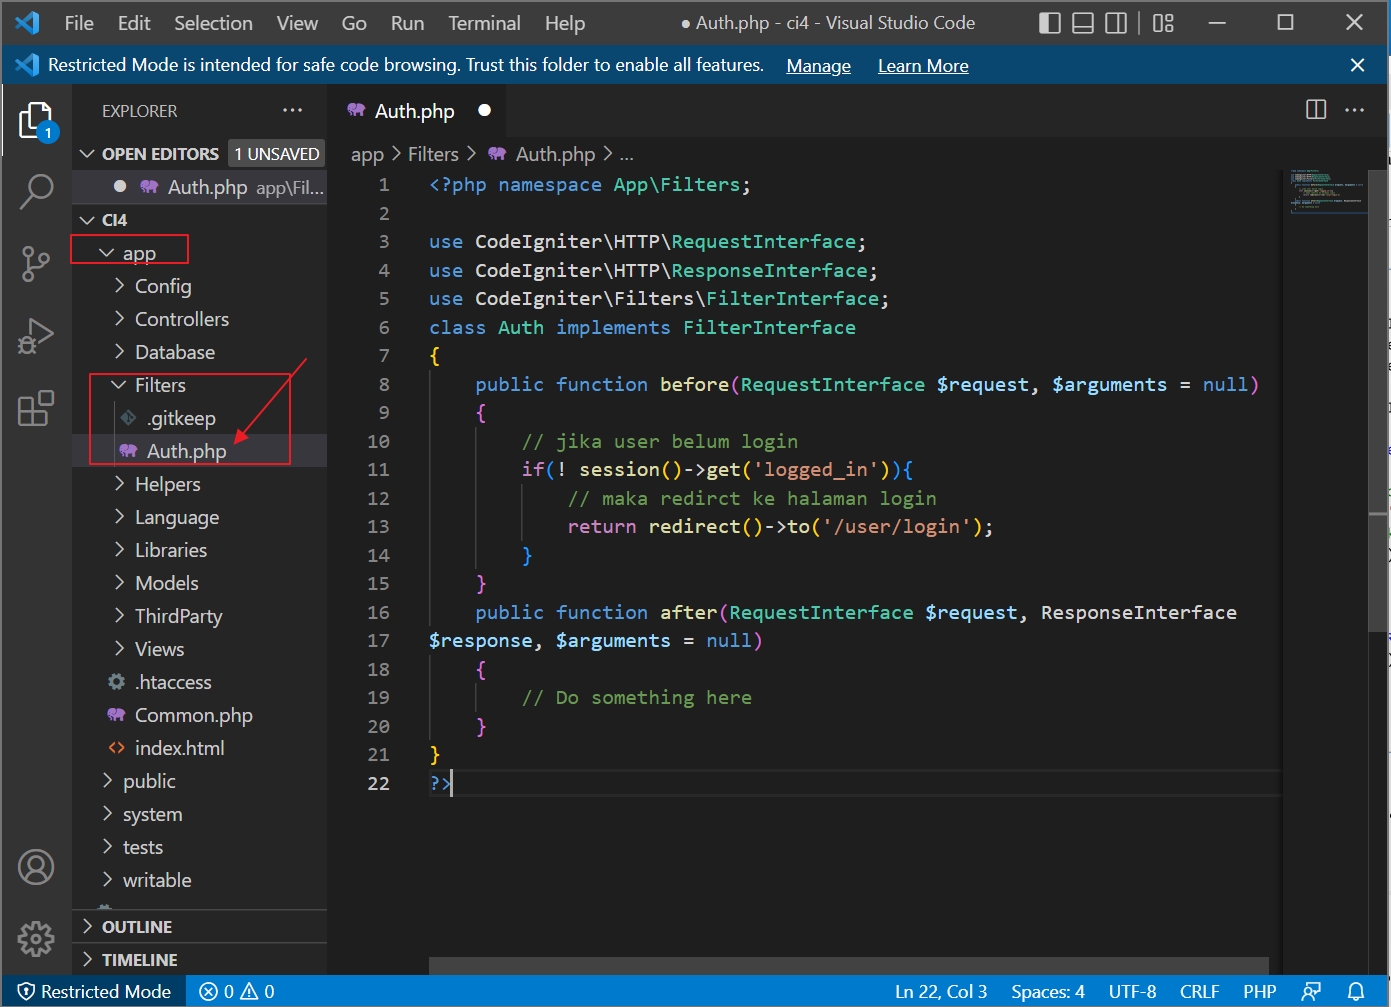 File Edit Selection View Go Run Terminal Help ● Auth.php - ci4 - Visual Studio Code
Restricted Mode is intended for safe code browsing. Trust this folder to enable all features. Manage Learn More
EXPLORER
1
OPEN EDITORS 1 UNSAVED
Auth.php app\Fil...
CI4
app
Config
Controllers
Database
Filters
.gitkeep
Auth.php
Helpers
Language
Libraries
Models
ThirdParty
Views
.htaccess
Common.php
index.html
public
system
tests
writable
OUTLINE
TIMELINE
Auth.php
app > Filters > Auth.php > ...
1 <?php namespace App\Filters;
2
3 use CodeIgniter\HTTP\RequestInterface;
4 use CodeIgniter\HTTP\ResponseInterface;
5 use CodeIgniter\Filters\FilterInterface;
6 class Auth implements FilterInterface
7 {
8 public function before(RequestInterface $request, $arguments = null)
9 {
10 // jika user belum login
11 if(! session()->get('logged_in')){
12 // maka redirct ke halaman login
13 return redirect()->to('/user/login');
14 }
15 }
16 public function after(RequestInterface $request, ResponseInterface
17 $response, $arguments = null)
18 {
19 // Do something here
20 }
21 }
22 ?>
Restricted Mode 0 0 Ln 22, Col 3 Spaces: 4 UTF-8 CRLF PHP